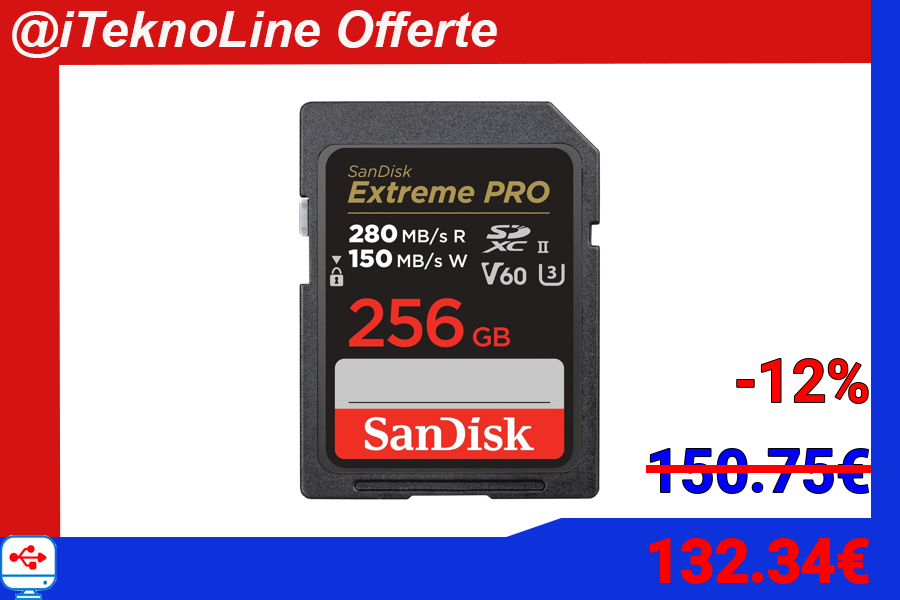 @iTeknoLine Offerte
SanDisk
Extreme PRO
280 MB/s R
150 MB/s W
SD XC II
V60 3
256 GB
SanDisk
-12%
150.75€
132.34€